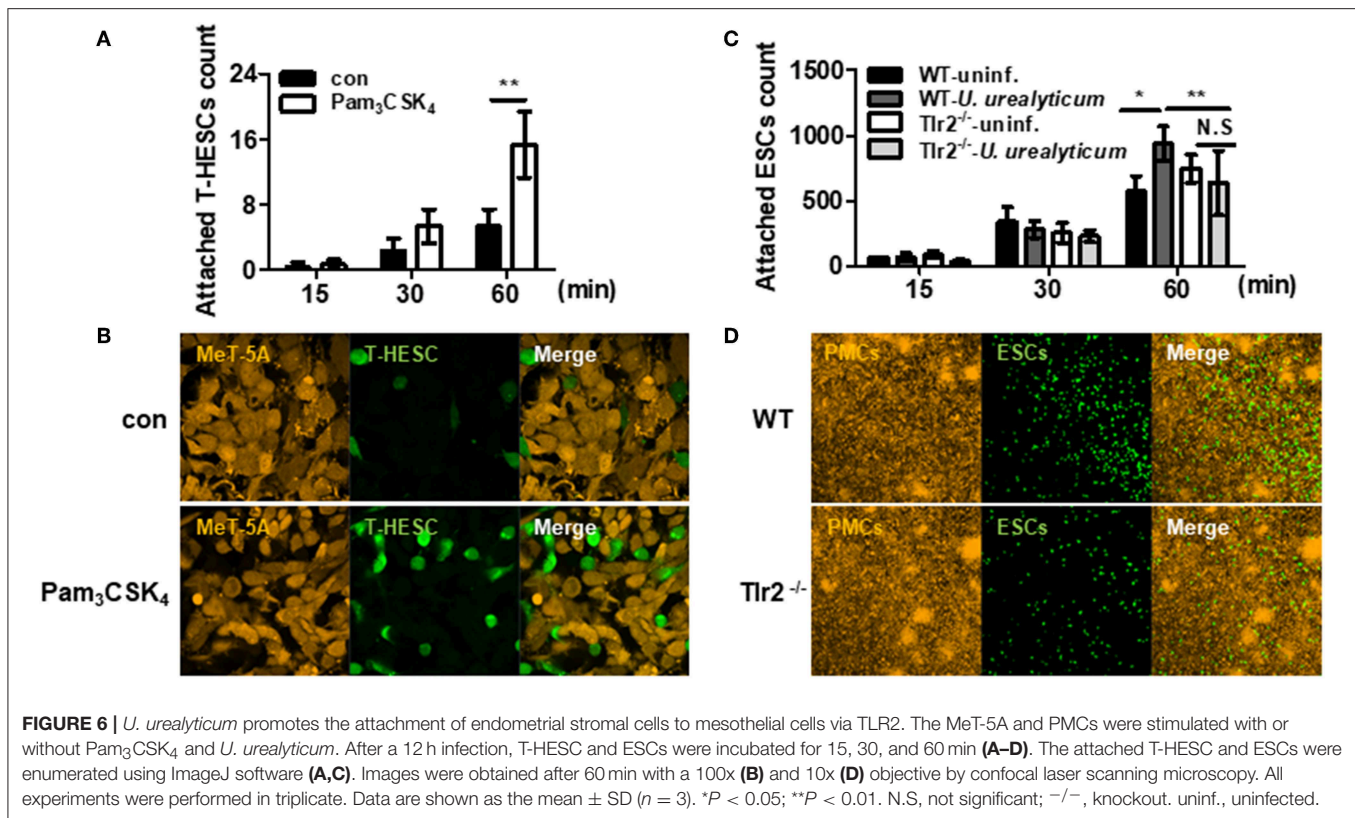 A
Attached T-HESCs count
24
16
8
0
con
Pam₃CSK₄
**
15 30 60 (min)
C
Attached ESCs count
1500
1000
500
0
WT-uninf.
WT-U. urealyticum
Tlr2⁻/⁻-uninf.
Tlr2⁻/⁻-U. urealyticum
* **
N.S
15 30 60 (min)
B
MeT-5A T-HESC Merge
con
MeT-5A T-HESC Merge
Pam₃CSK₄
D
PMCs ESCs Merge
WT
PMCs ESCs Merge
Tlr2 ⁻/⁻
FIGURE 6 | U. urealyticum promotes the attachment of endometrial stromal cells to mesothelial cells via TLR2. The MeT-5A and PMCs were stimulated with or
without Pam₃CSK₄ and U. urealyticum. After a 12 h infection, T-HESC and ESCs were incubated for 15, 30, and 60 min (A–D). The attached T-HESC and ESCs were
enumerated using ImageJ software (A,C). Images were obtained after 60 min with a 100x (B) and 10x (D) objective by confocal laser scanning microscopy. All
experiments were performed in triplicate. Data are shown as the mean ± SD (n = 3). *P < 0.05; **P < 0.01. N.S, not significant; ⁻/⁻, knockout. uninf., uninfected.